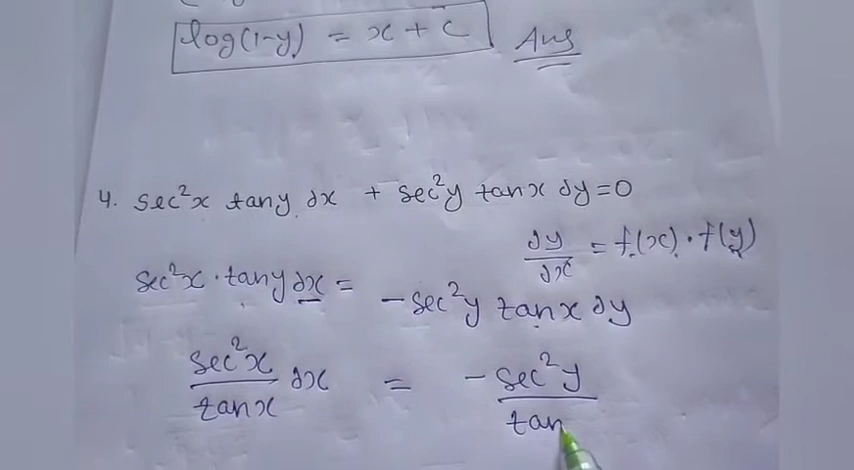 log(1-y) = x + c Ans
4. sec²x tany dx + sec²y tanx dy = 0
dy/dx = f(x) · f(y)
sec²x · tany dx = - sec²y tanx dy
sec²x/tanx dx = - sec²y/tan